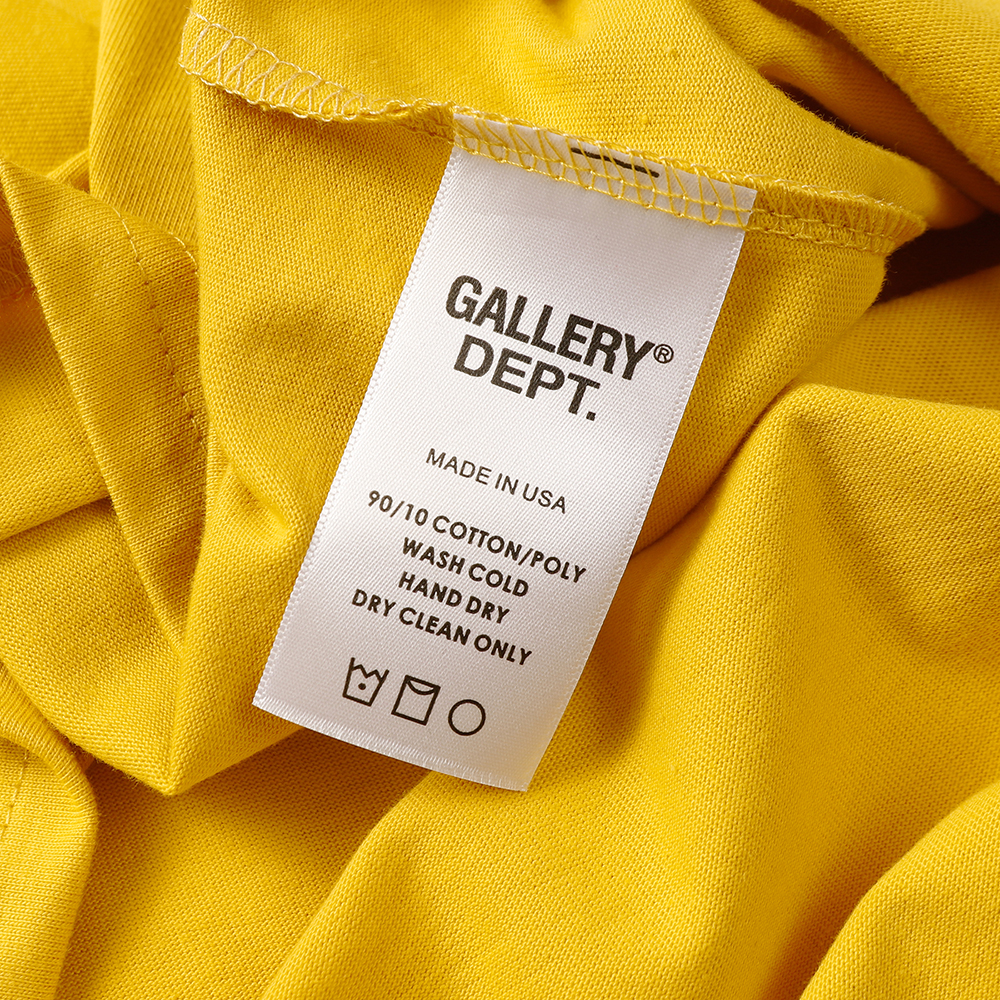 GALLERY®
DEPT.
MADE IN USA
90/10 COTTON/POLY
WASH COLD
HAND DRY
DRY CLEAN ONLY